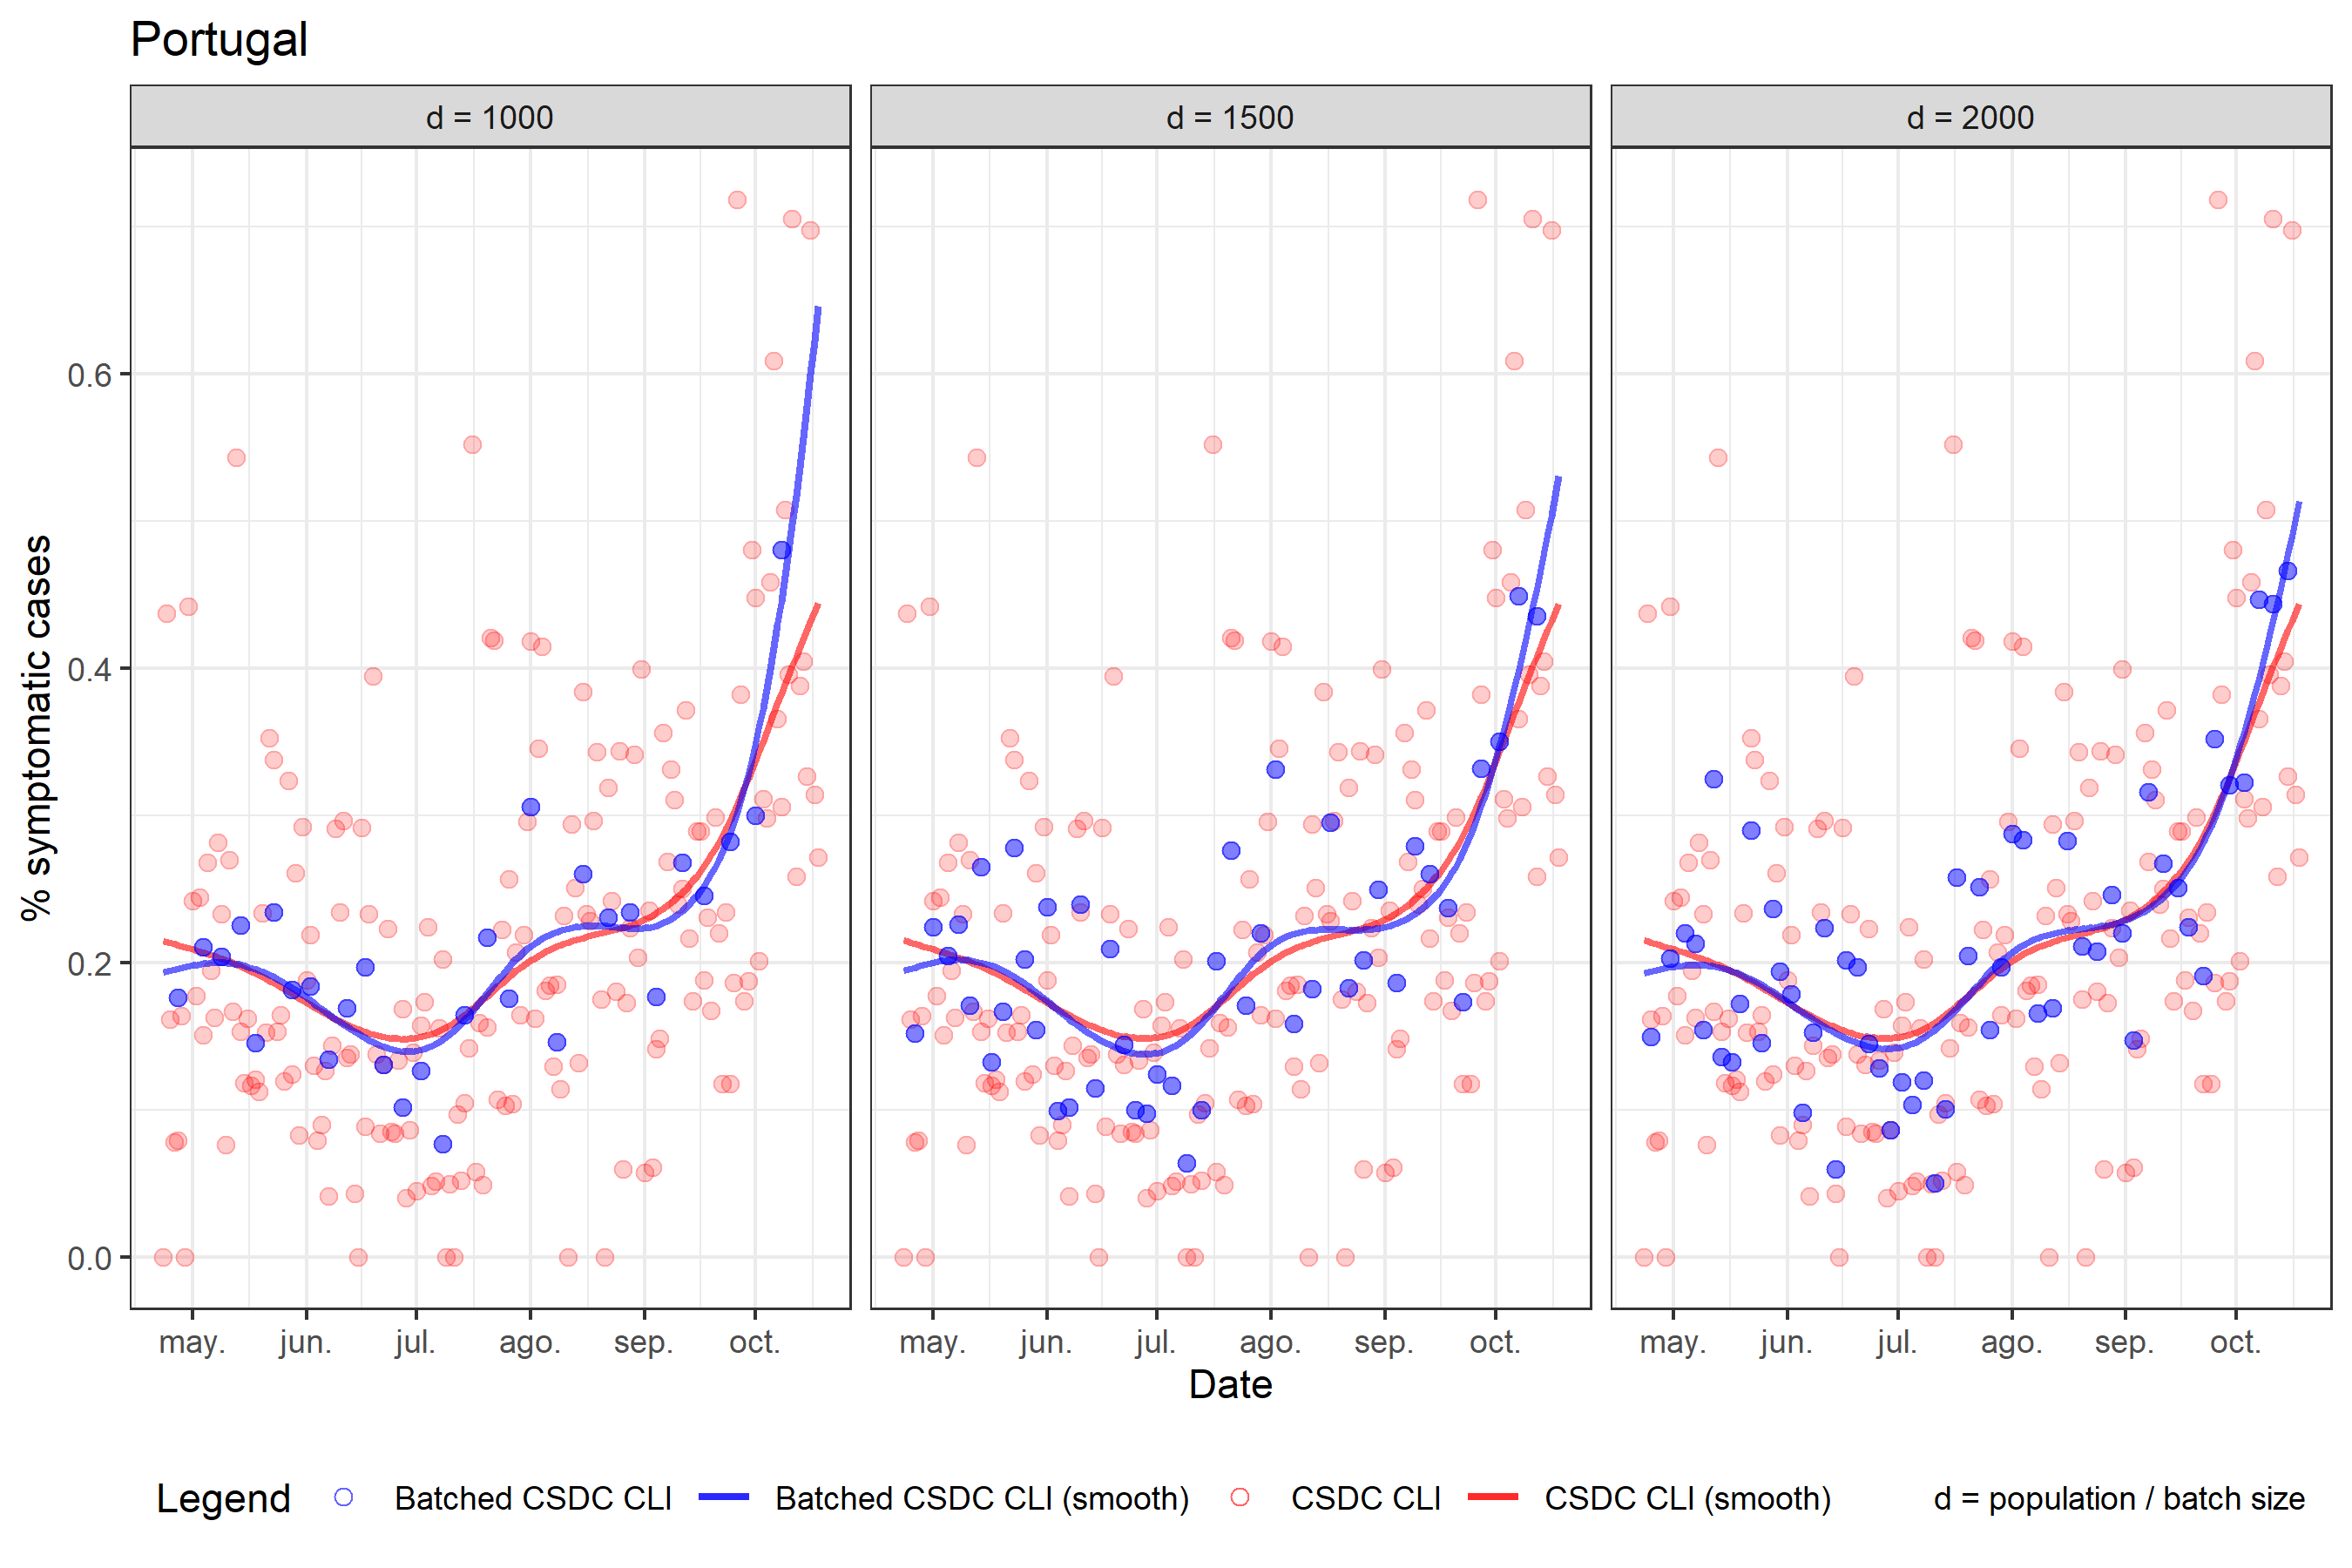 Portugal
d = 1000 d = 1500 d = 2000
% symptomatic cases
0.6
0.4
0.2
0.0
may. jun. jul. ago. sep. oct. may. jun. jul. ago. sep. oct. may. jun. jul. ago. sep. oct.
Date
Legend Batched CSDC CLI Batched CSDC CLI (smooth) CSDC CLI CSDC CLI (smooth) d = population / batch size